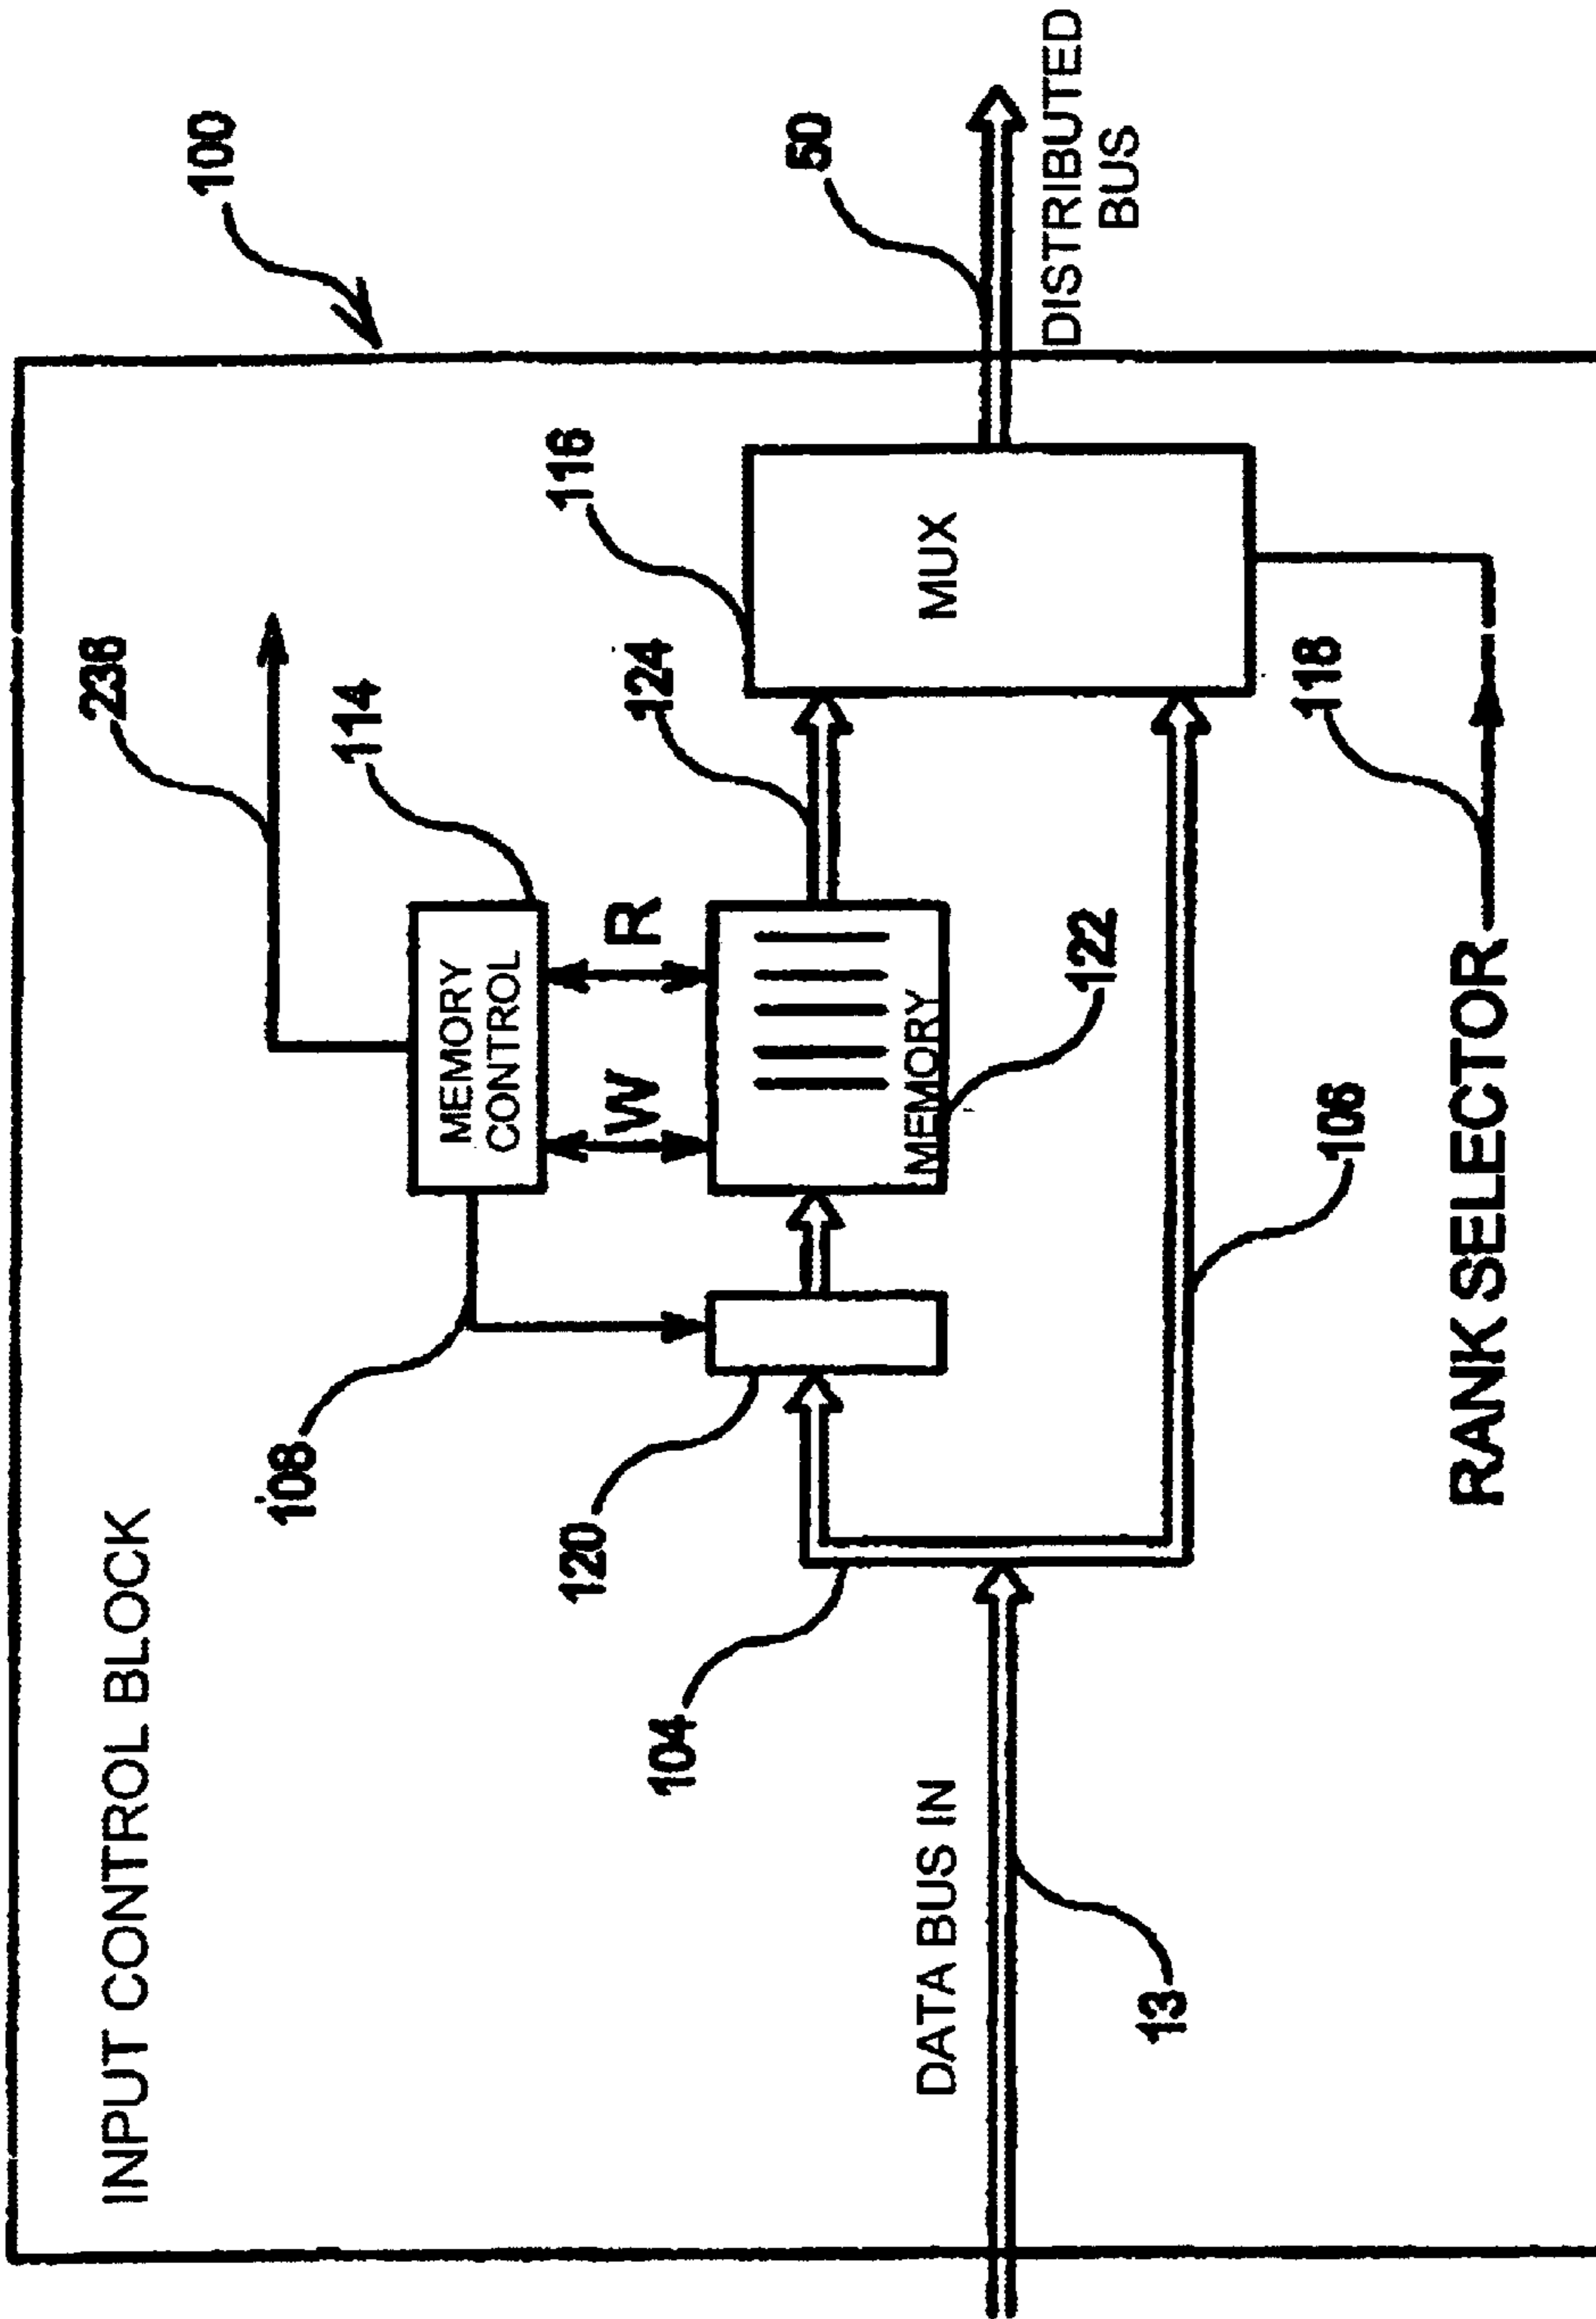 INPUT CONTROL BLOCK
100
238
114
MEMORY
CONTROL
108
W
R
116
120
124
50
104
MEMORY
MUX
DATA BUS IN
DISTRIBUTED
BUS
122
13
106
118
RANK SELECTOR